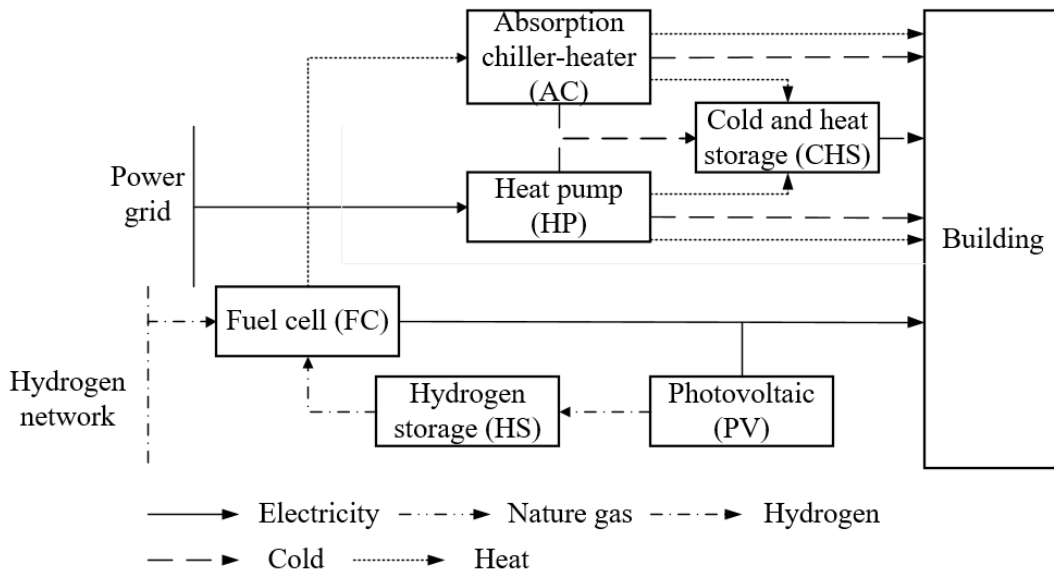 Absorption
chiller-heater
(AC)
Cold and heat
storage (CHS)
Power
grid
Heat pump
(HP)
Building
Fuel cell (FC)
Hydrogen
network
Hydrogen
storage (HS)
Photovoltaic
(PV)
Electricity
Nature gas
Hydrogen
Cold
Heat